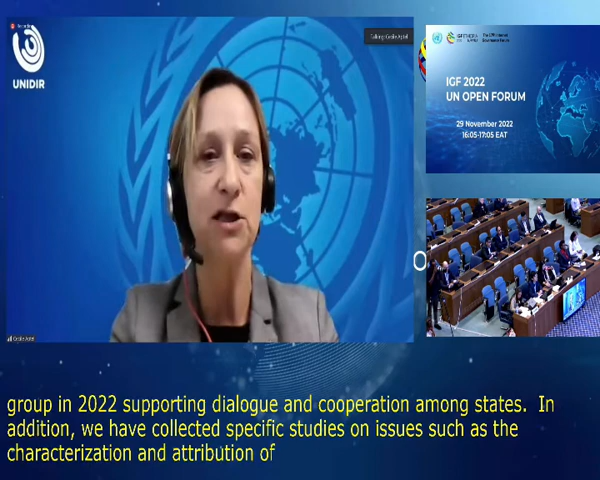 UNIDIR
Talking: Cecile Aptel
Cecile Aptel
IGF 2022
UN OPEN FORUM
29 November 2022
16:05-17:05 EAT
O
group in 2022 supporting dialogue and cooperation among states.  In
addition, we have collected specific studies on issues such as the
characterization and attribution of